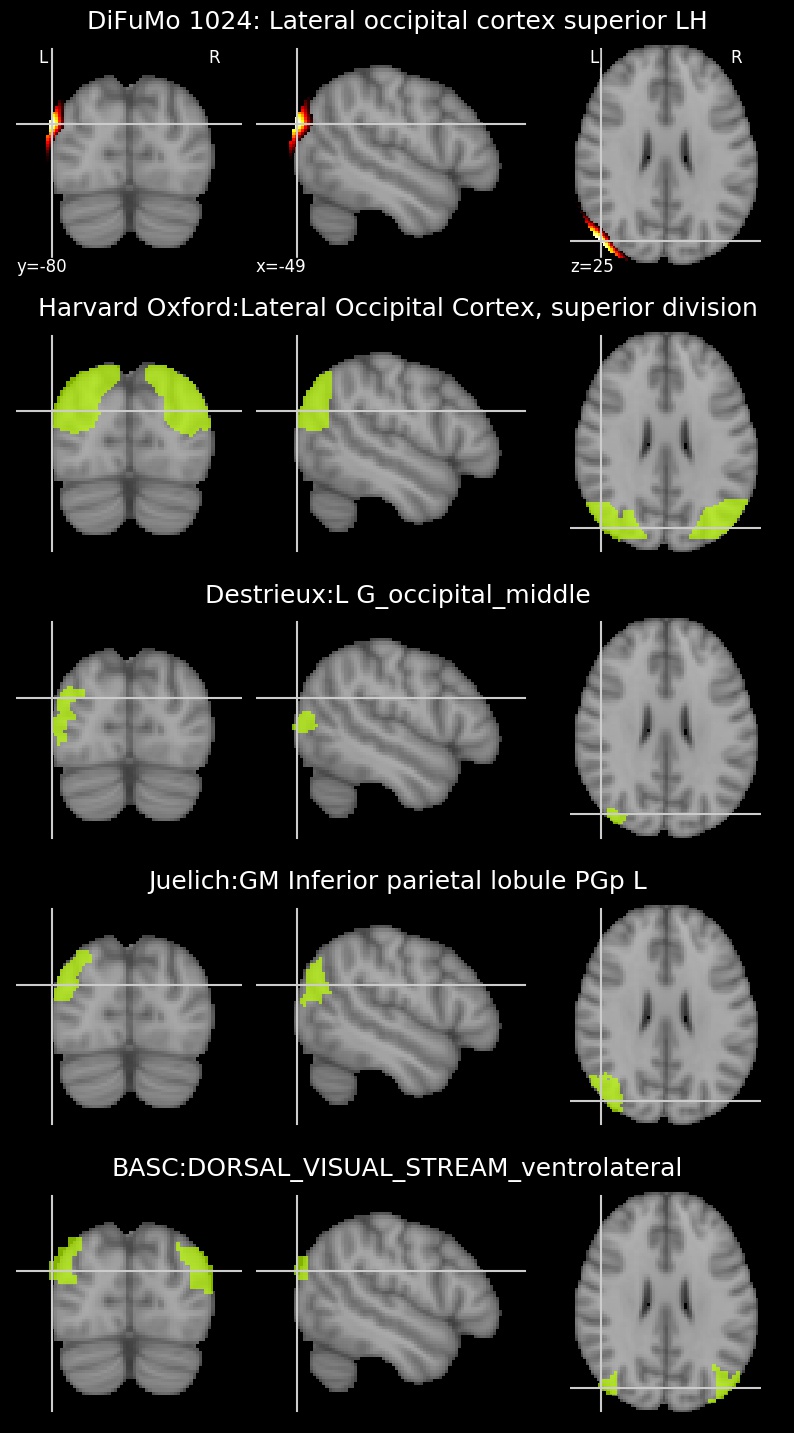 DiFuMo 1024: Lateral occipital cortex superior LH
L R L R
y=-80 x=-49 z=25
Harvard Oxford:Lateral Occipital Cortex, superior division
Destrieux:L G_occipital_middle
Juelich:GM Inferior parietal lobule PGp L
BASC:DORSAL_VISUAL_STREAM_ventrolateral